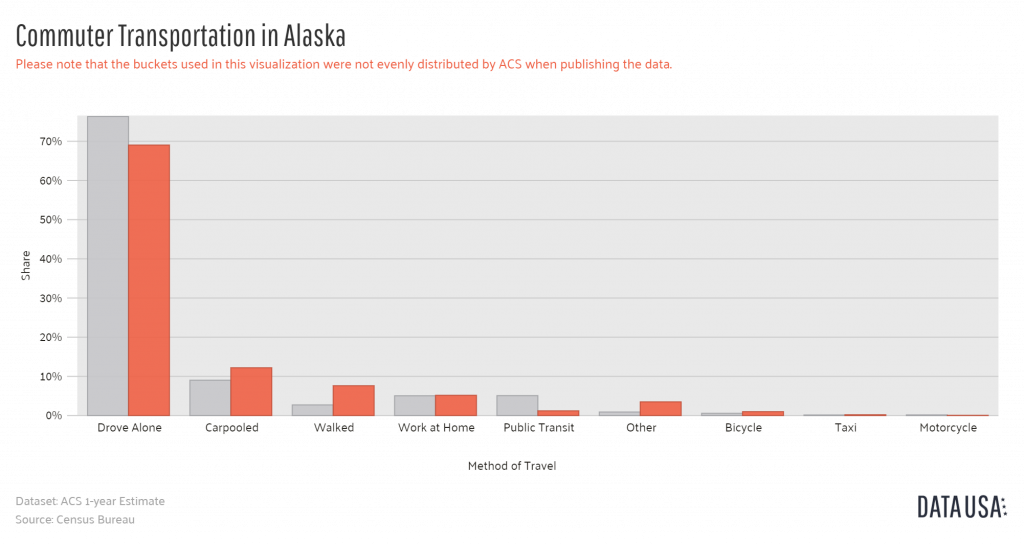 Commuter Transportation in Alaska
Please note that the buckets used in this visualization were not evenly distributed by ACS when publishing the data.
70%
60%
50%
40%
30%
20%
10%
0%
Share
Drove Alone Carpooled Walked Work at Home Public Transit Other Bicycle Taxi Motorcycle
Method of Travel
Dataset: ACS 1-year Estimate
Source: Census Bureau
DATA USA